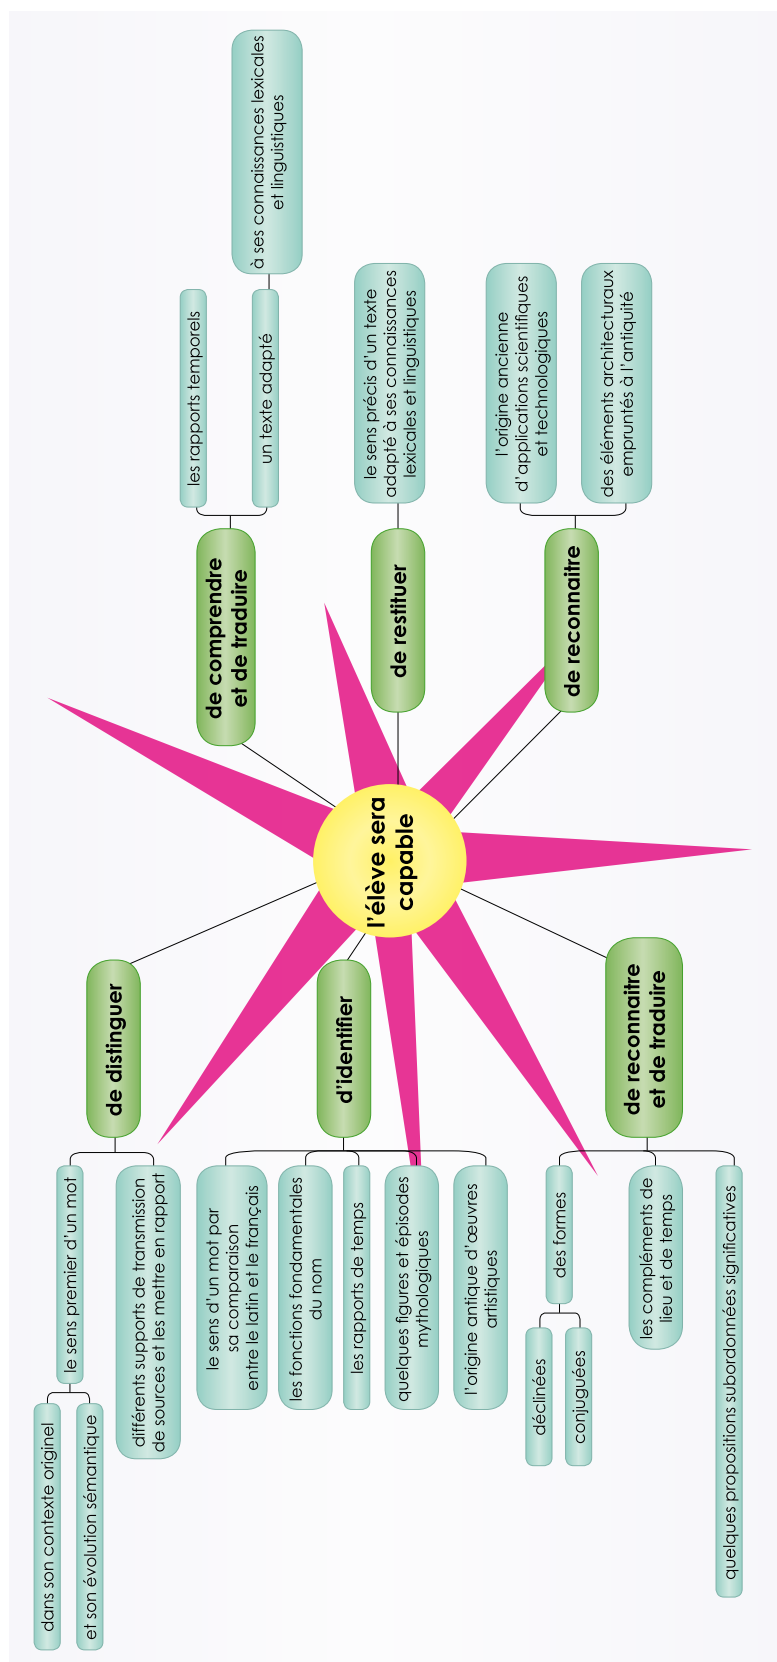 l'élève sera
capable
de distinguer
le sens premier d'un mot
dans son contexte originel
et son évolution sémantique
différents supports de transmission
de sources et les mettre en rapport
d'identifier
le sens d'un mot par
sa comparaison
entre le latin et le français
les fonctions fondamentales
du nom
les rapports de temps
quelques figures et épisodes
mythologiques
l'origine antique d'œuvres
artistiques
de reconnaitre
et de traduire
des formes
déclinées
conjuguées
les compléments de
lieu et de temps
quelques propositions subordonnées significatives
de comprendre
et de traduire
les rapports temporels
un texte adapté
à ses connaissances lexicales
et linguistiques
de restituer
le sens précis d'un texte
adapté à ses connaissances
lexicales et linguistiques
de reconnaitre
l'origine ancienne
d'applications scientifiques
et technologiques
des éléments architecturaux
empruntés à l'antiquité